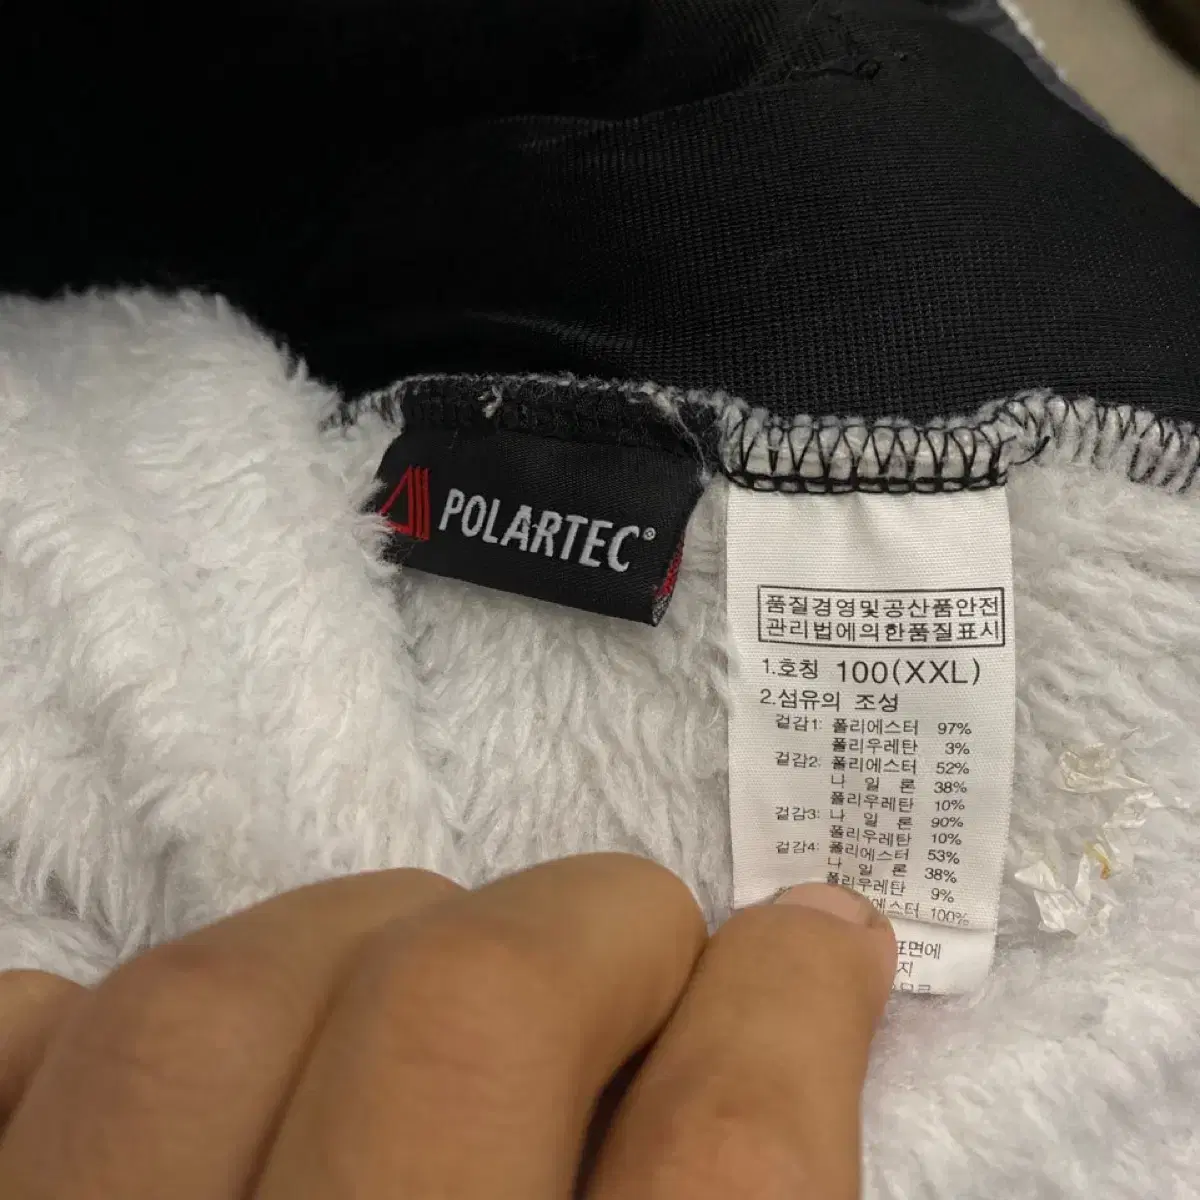 POLARTEC®
품질경영및공산품안전
관리법에의한품질표시
1.호칭 100(XXL)
2.섬유의 조성
겉감1: 폴리에스터 97%
폴리우레탄 3%
겉감2: 폴리에스터 52%
나 일 론 38%
폴리우레탄 10%
겉감3: 나 일 론 90%
폴리우레탄 10%
겉감4: 폴리에스터 53%
나 일 론 38%
폴리우레탄 9%
에스터 100%
표면에
지